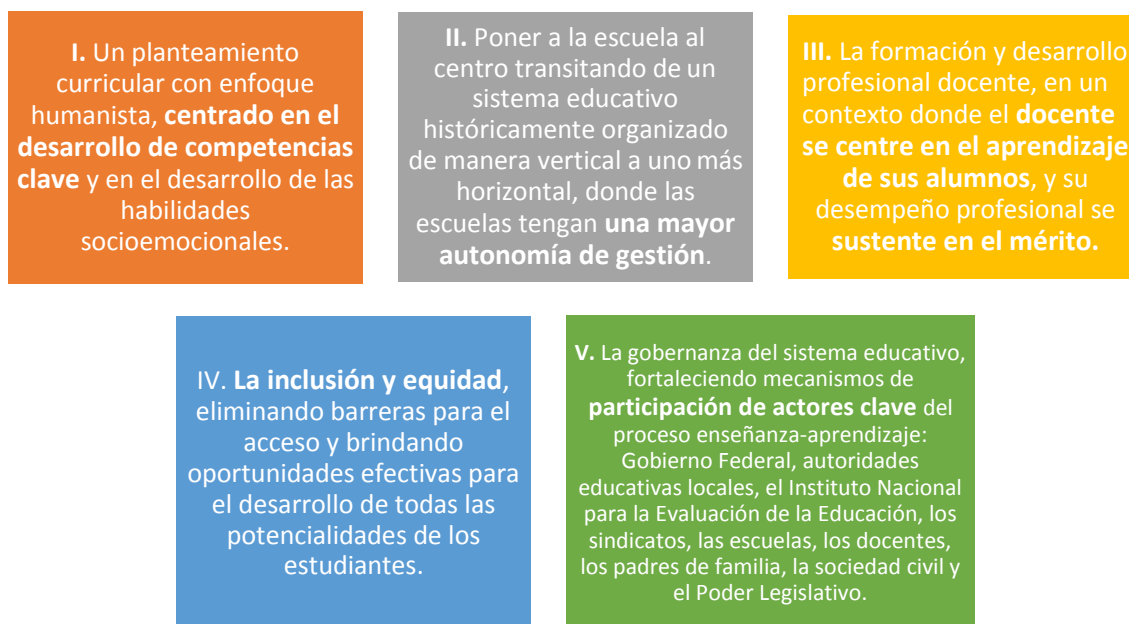 I. Un planteamiento
curricular con enfoque
humanista, centrado en el
desarrollo de competencias
clave y en el desarrollo de las
habilidades
socioemocionales.
II. Poner a la escuela al
centro transitando de un
sistema educativo
históricamente organizado
de manera vertical a uno más
horizontal, donde las
escuelas tengan una mayor
autonomía de gestión.
III. La formación y desarrollo
profesional docente, en un
contexto donde el docente
se centre en el aprendizaje
de sus alumnos, y su
desempeño profesional se
sustente en el mérito.
IV. La inclusión y equidad,
eliminando barreras para el
acceso y brindando
oportunidades efectivas para
el desarrollo de todas las
potencialidades de los
estudiantes.
V. La gobernanza del sistema educativo,
fortaleciendo mecanismos de
participación de actores clave del
proceso enseñanza-aprendizaje:
Gobierno Federal, autoridades
educativas locales, el Instituto Nacional
para la Evaluación de la Educación, los
sindicatos, las escuelas, los docentes,
los padres de familia, la sociedad civil y
el Poder Legislativo.